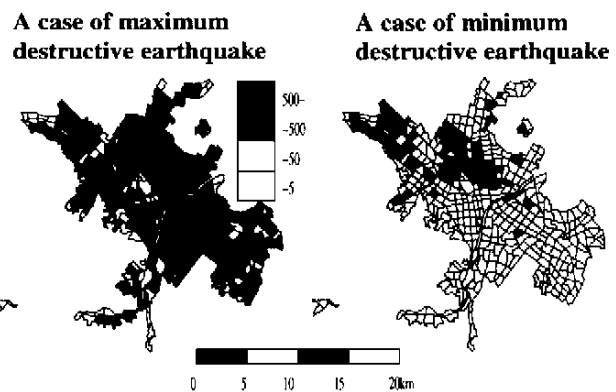 A case of maximum
destructive earthquake
A case of minimum
destructive earthquake
500-
-500
-50
-5
0 5 10 15 20km